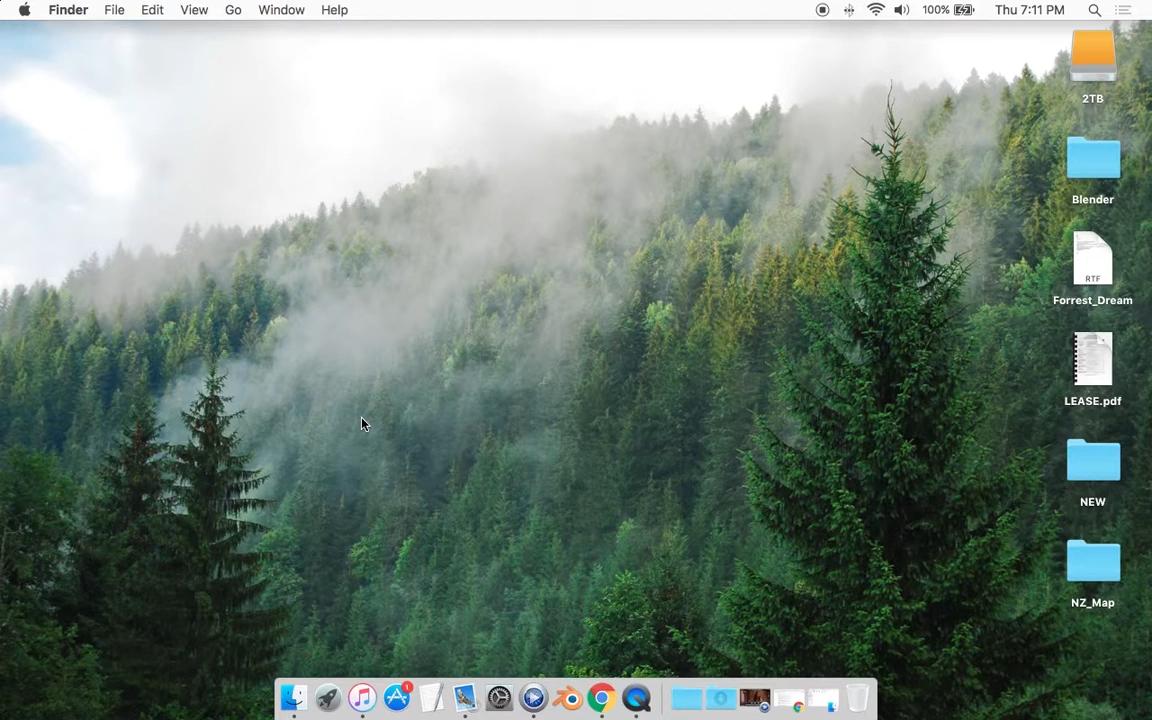 Finder File Edit View Go Window Help 100% Thu 7:11 PM
2TB
Blender
RTF
Forrest_Dream
LEASE.pdf
NEW
NZ_Map
1